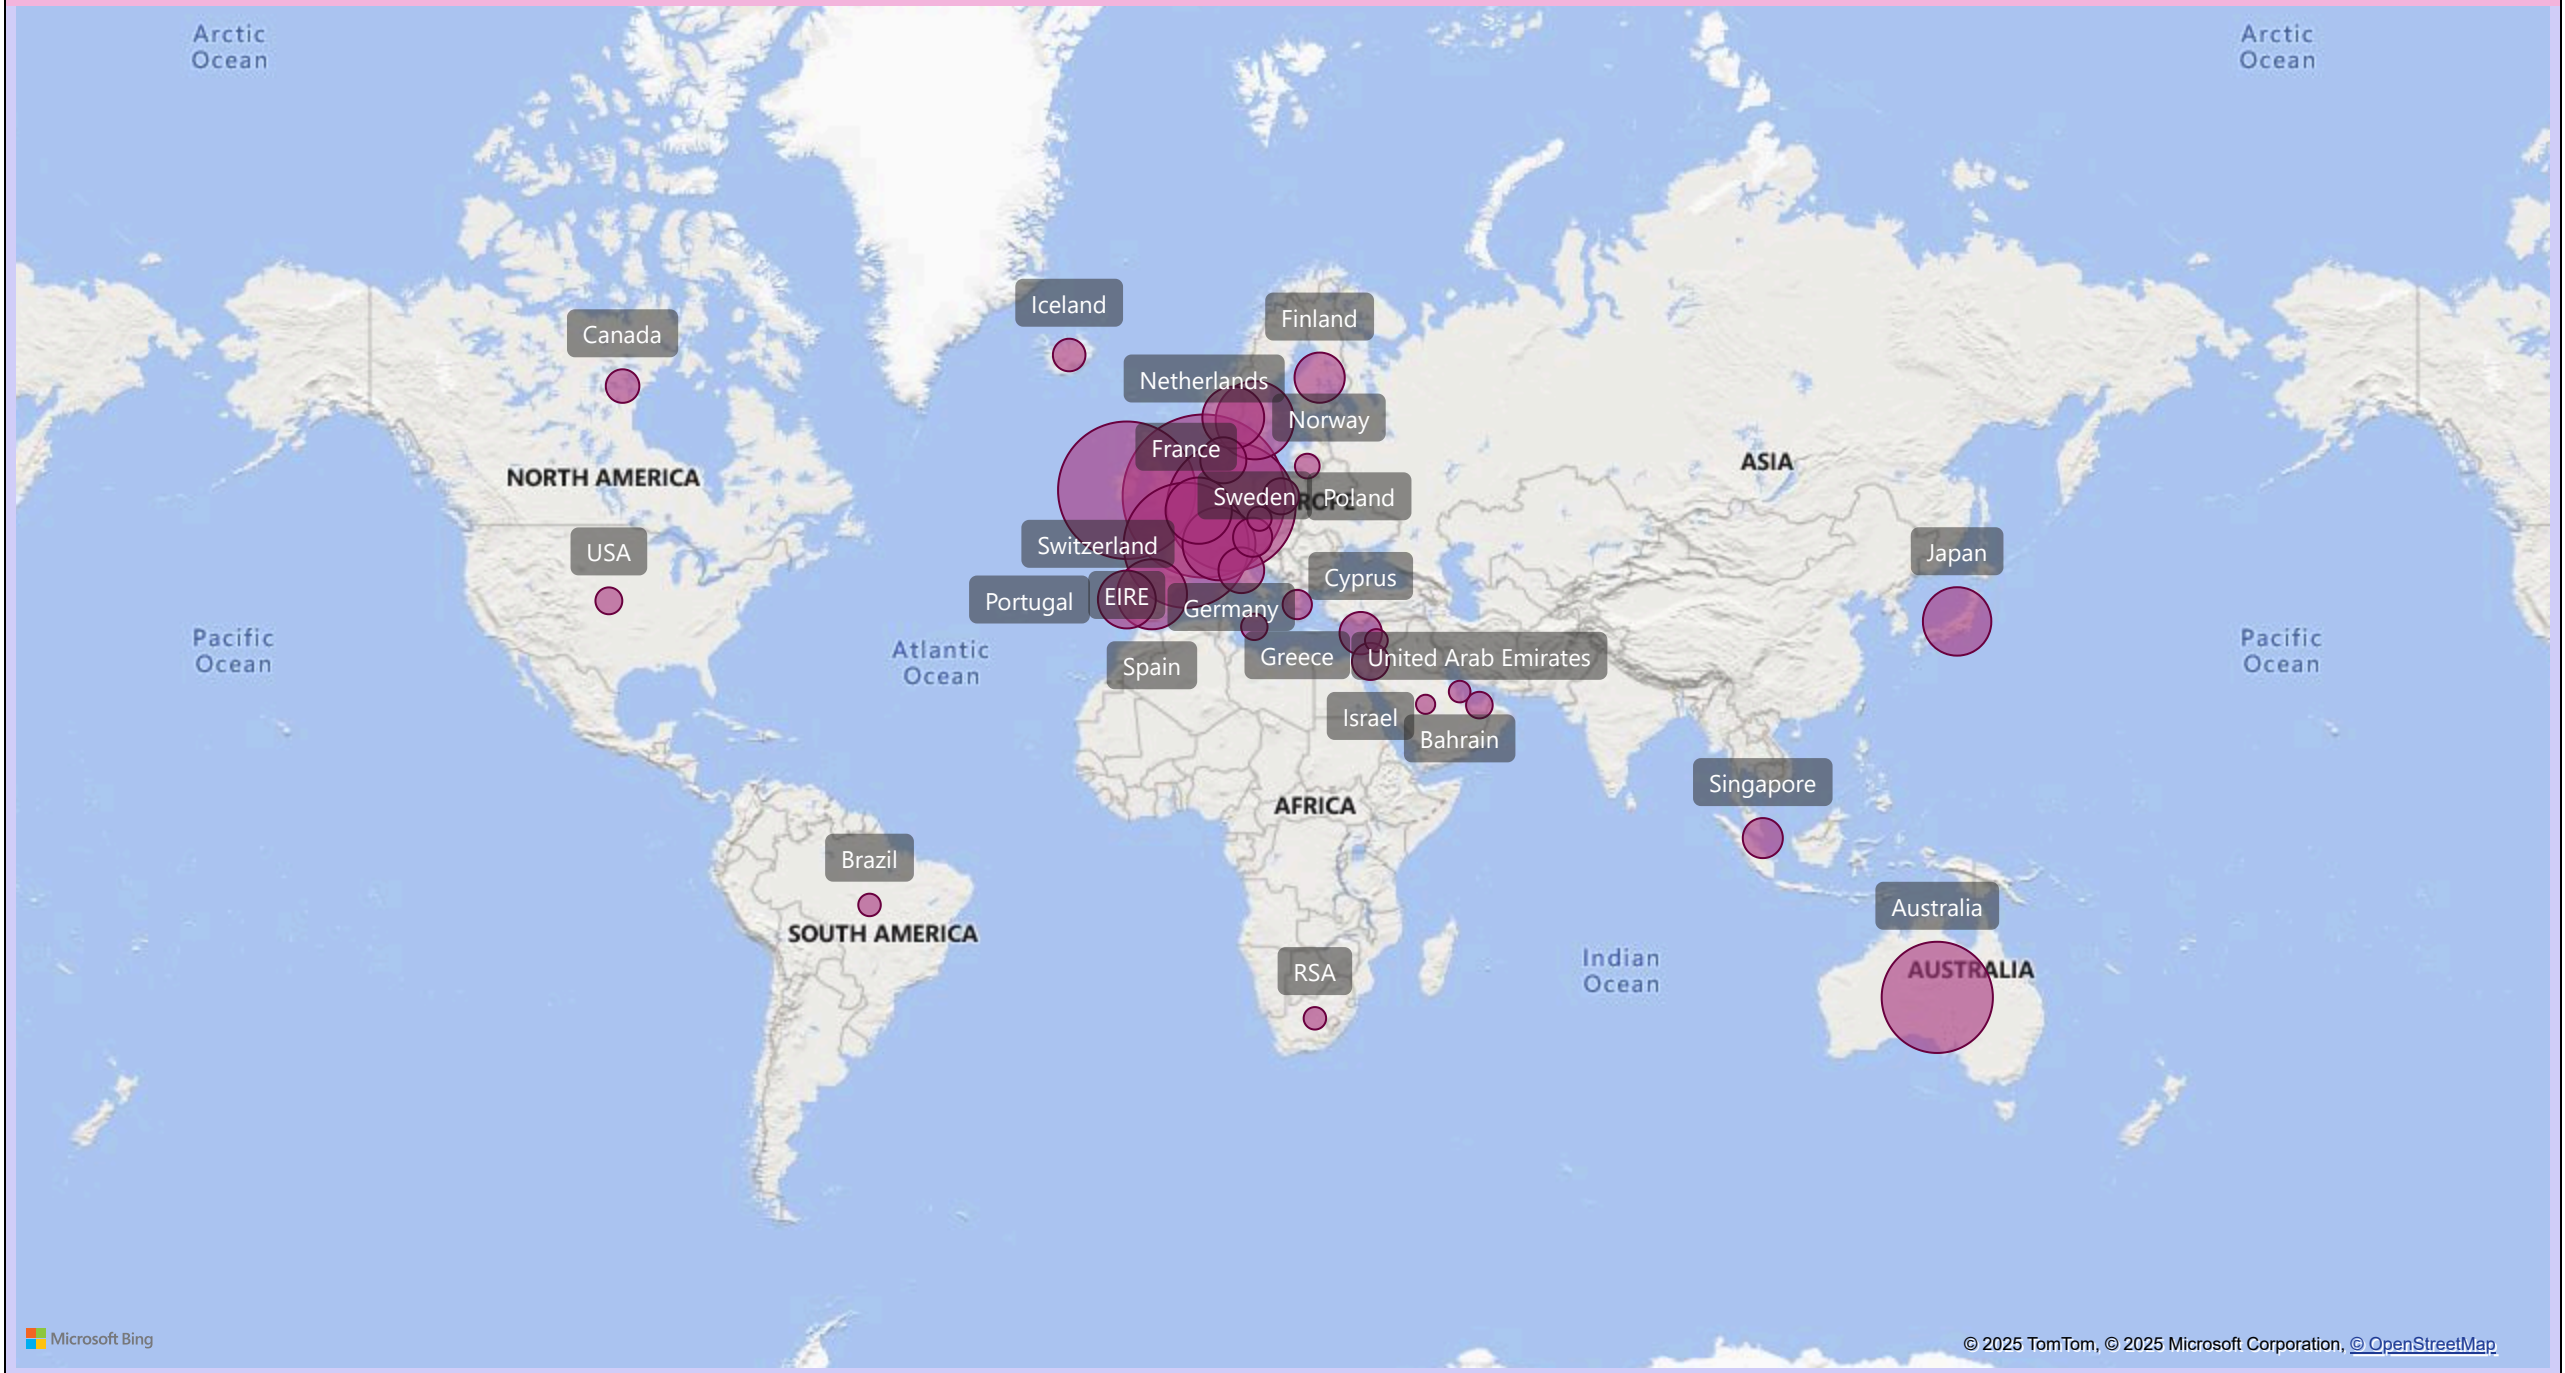 Arctic
Ocean
Arctic
Ocean
Iceland
Finland
Canada
Netherlands
Norway
France
ASIA
NORTH AMERICA
Sweden
Poland
Switzerland
USA
Japan
Cyprus
Portugal
EIRE
Germany
Pacific
Ocean
Atlantic
Ocean
Spain
Greece
United Arab Emirates
Pacific
Ocean
Israel
Bahrain
Singapore
AFRICA
Brazil
SOUTH AMERICA
Australia
AUSTRALIA
RSA
Indian
Ocean
Microsoft Bing
© 2025 TomTom, © 2025 Microsoft Corporation, © OpenStreetMap